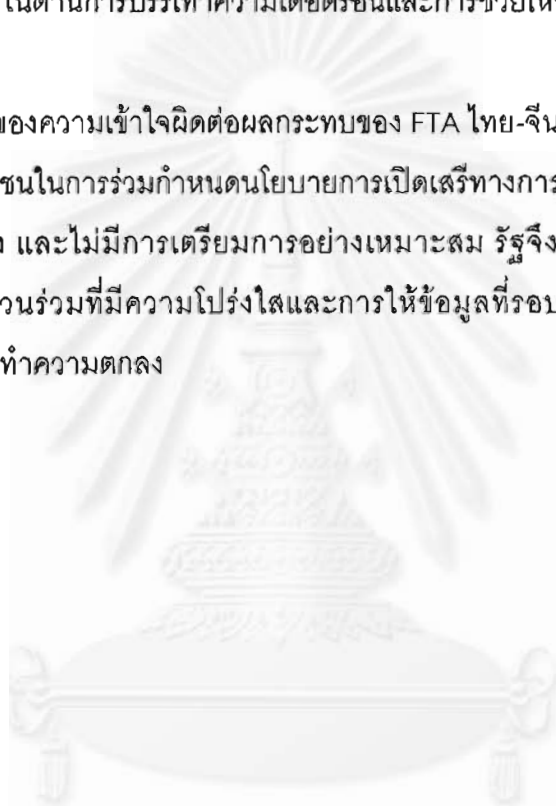 ในด้านการบรรเทาความเดือดร้อนและการช่วยเห
ของความเข้าใจผิดต่อผลกระทบของ FTA ไทย-จีน
ชนในการร่วมกำหนดนโยบายการเปิดเสรีทางการ
และไม่มีการเตรียมการอย่างเหมาะสม รัฐจึง
วนร่วมที่มีความโปร่งใสและการให้ข้อมูลที่รอบ
ทำความตกลง